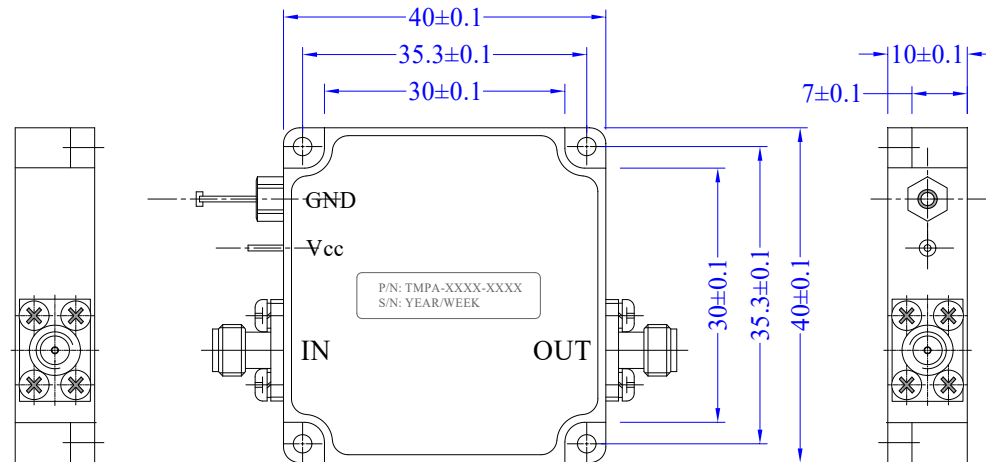 40±0.1
35.3±0.1
30±0.1
10±0.1
7±0.1
GND
Vcc
P/N: TMPA-XXXX-XXXX
S/N: YEAR/WEEK
IN
OUT
30±0.1
35.3±0.1
40±0.1